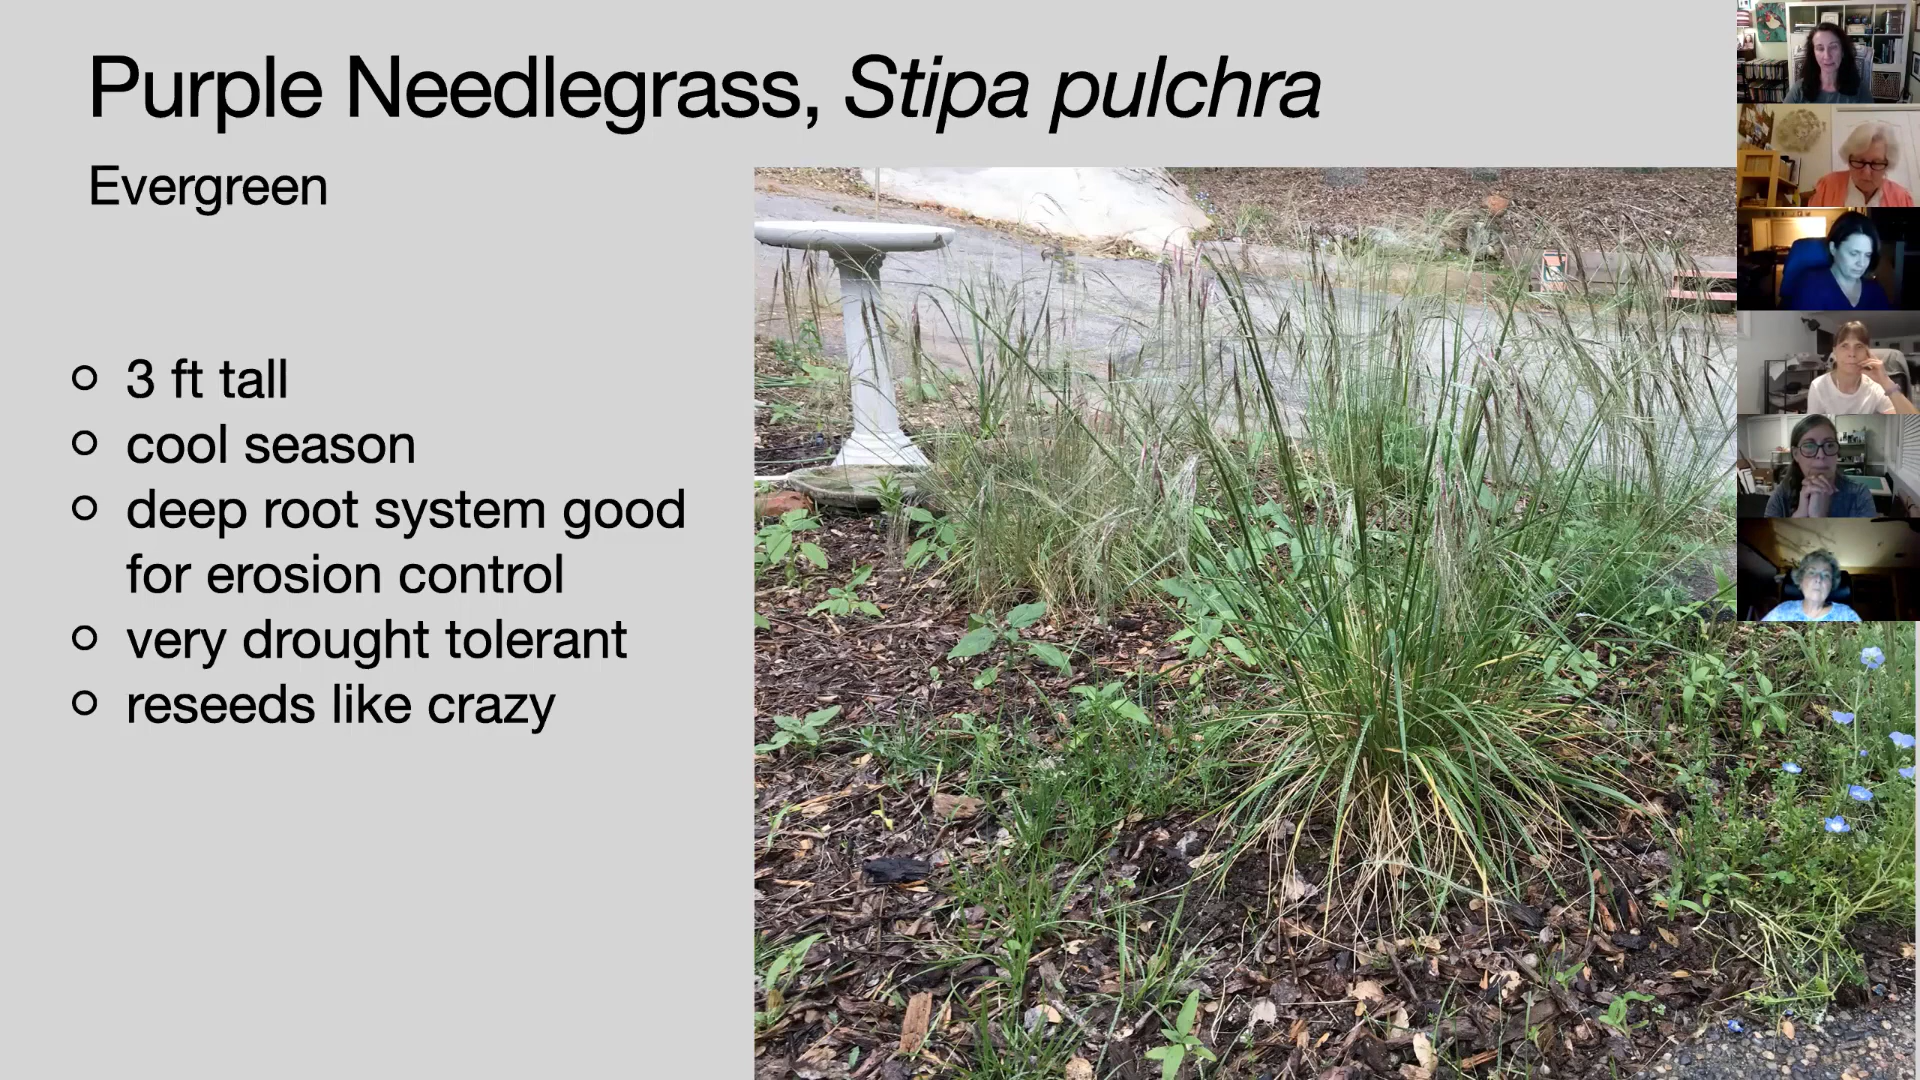 Purple Needlegrass, Stipa pulchra
Evergreen
3 ft tall
cool season
deep root system good
for erosion control
very drought tolerant
reseeds like crazy